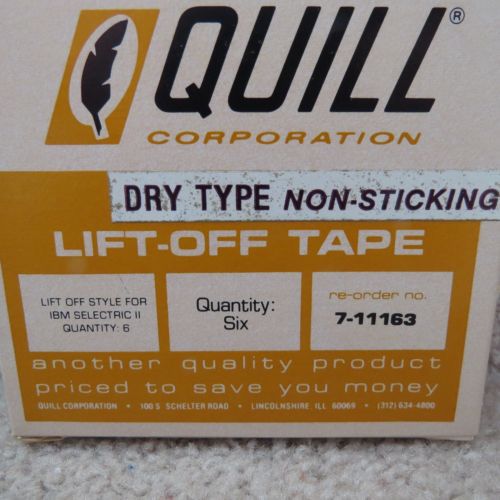 QUILL®
CORPORATION
DRY TYPE NON-STICKING
LIFT-OFF TAPE
LIFT OFF STYLE FOR
IBM SELECTRIC II
QUANTITY: 6
Quantity:
Six
re-order no.
7-11163
another quality product
priced to save you money
QUILL CORPORATION • 100 S SCHELTER ROAD • LINCOLNSHIRE ILL 60069 • (312) 634-4800